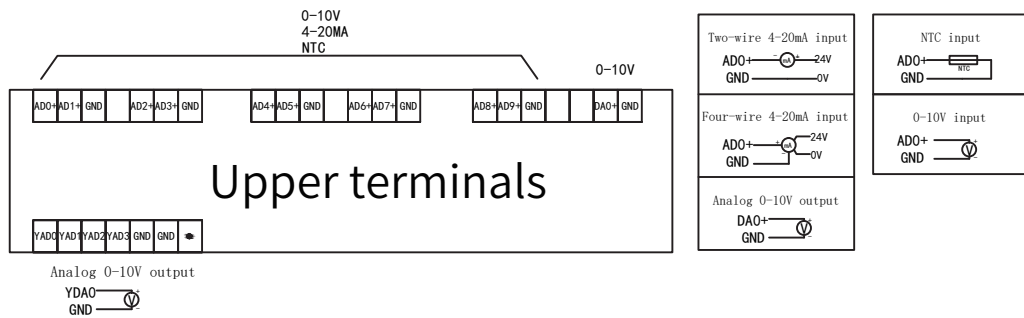 0-10V
4-20MA
NTC
0-10V
AD0+ AD1+ GND AD2+ AD3+ GND AD4+ AD5+ GND AD6+ AD7+ GND AD8+ AD9+ GND DA0+ GND
Upper terminals
YAD0 YAD1 YAD2 YAD3 GND GND
Analog 0-10V output
YDA0
+
V
GND
-
Two-wire 4-20mA input
AD0+ - mA + 24V
GND 0V
Four-wire 4-20mA input
AD0+ + mA 24V
GND - 0V
Analog 0-10V output
DA0+ +
V
GND -
NTC input
AD0+
NTC
GND
0-10V input
AD0+ +
V
GND -